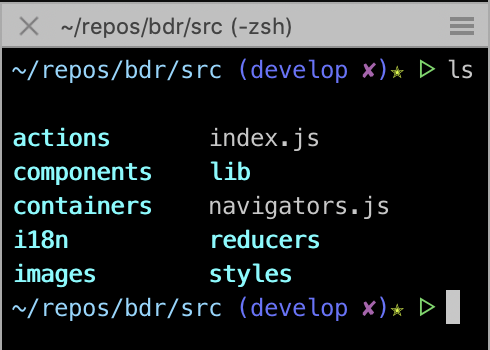 ~/repos/bdr/src (-zsh)
~/repos/bdr/src (develop ✘)✭ ▷ ls
actions index.js
components lib
containers navigators.js
i18n reducers
images styles
~/repos/bdr/src (develop ✘)✭ ▷